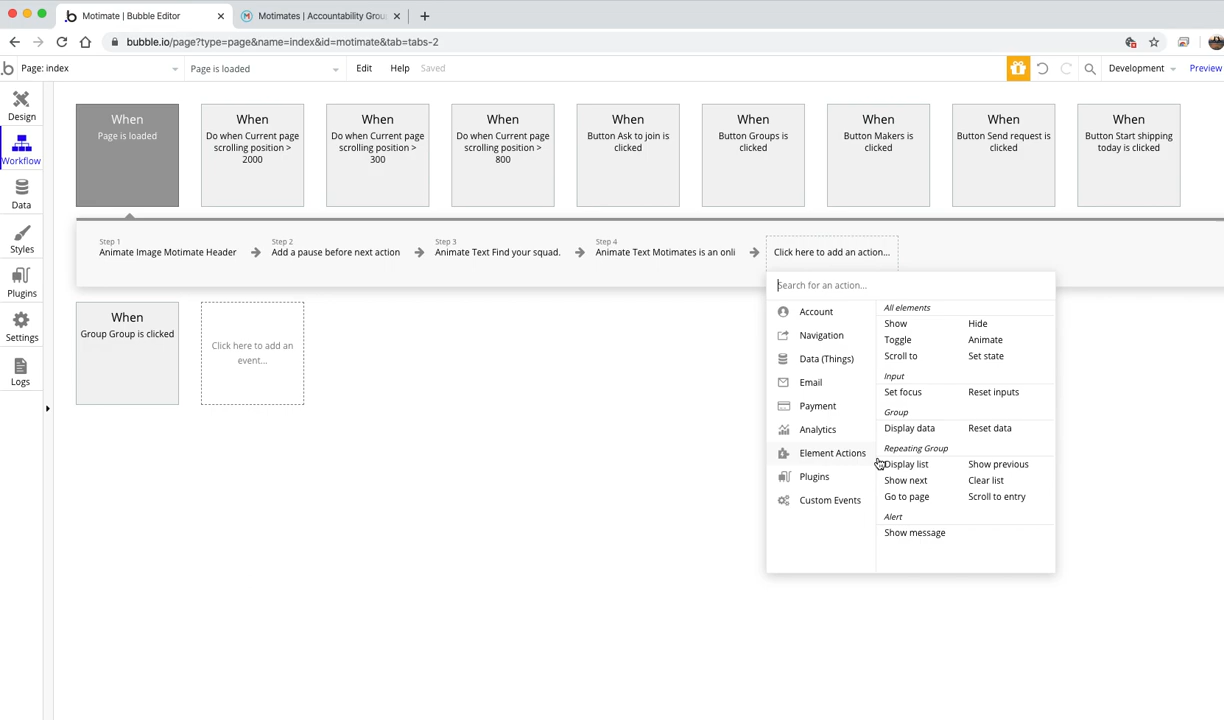 Motimate | Bubble Editor
Motimates | Accountability Grou
bubble.io/page?type=page&name=index&id=motimate&tab=tabs-2
Page: index
Page is loaded
Edit
Help
Saved
Development
Preview
Design
Workflow
Data
Styles
Plugins
Settings
Logs
When
Page is loaded
When
Do when Current page
scrolling position >
2000
When
Do when Current page
scrolling position >
300
When
Do when Current page
scrolling position >
800
When
Button Ask to join is
clicked
When
Button Groups is
clicked
When
Button Makers is
clicked
When
Button Send request is
clicked
When
Button Start shipping
today is clicked
Step 1
Animate Image Motimate Header
Step 2
Add a pause before next action
Step 3
Animate Text Find your squad.
Step 4
Animate Text Motimates is an onli
Click here to add an action...
When
Group Group is clicked
Click here to add an
event...
Search for an action...
Account
Navigation
Data (Things)
Email
Payment
Analytics
Element Actions
Plugins
Custom Events
All elements
Show Hide
Toggle Animate
Scroll to Set state
Input
Set focus Reset inputs
Group
Display data Reset data
Repeating Group
Display list Show previous
Show next Clear list
Go to page Scroll to entry
Alert
Show message